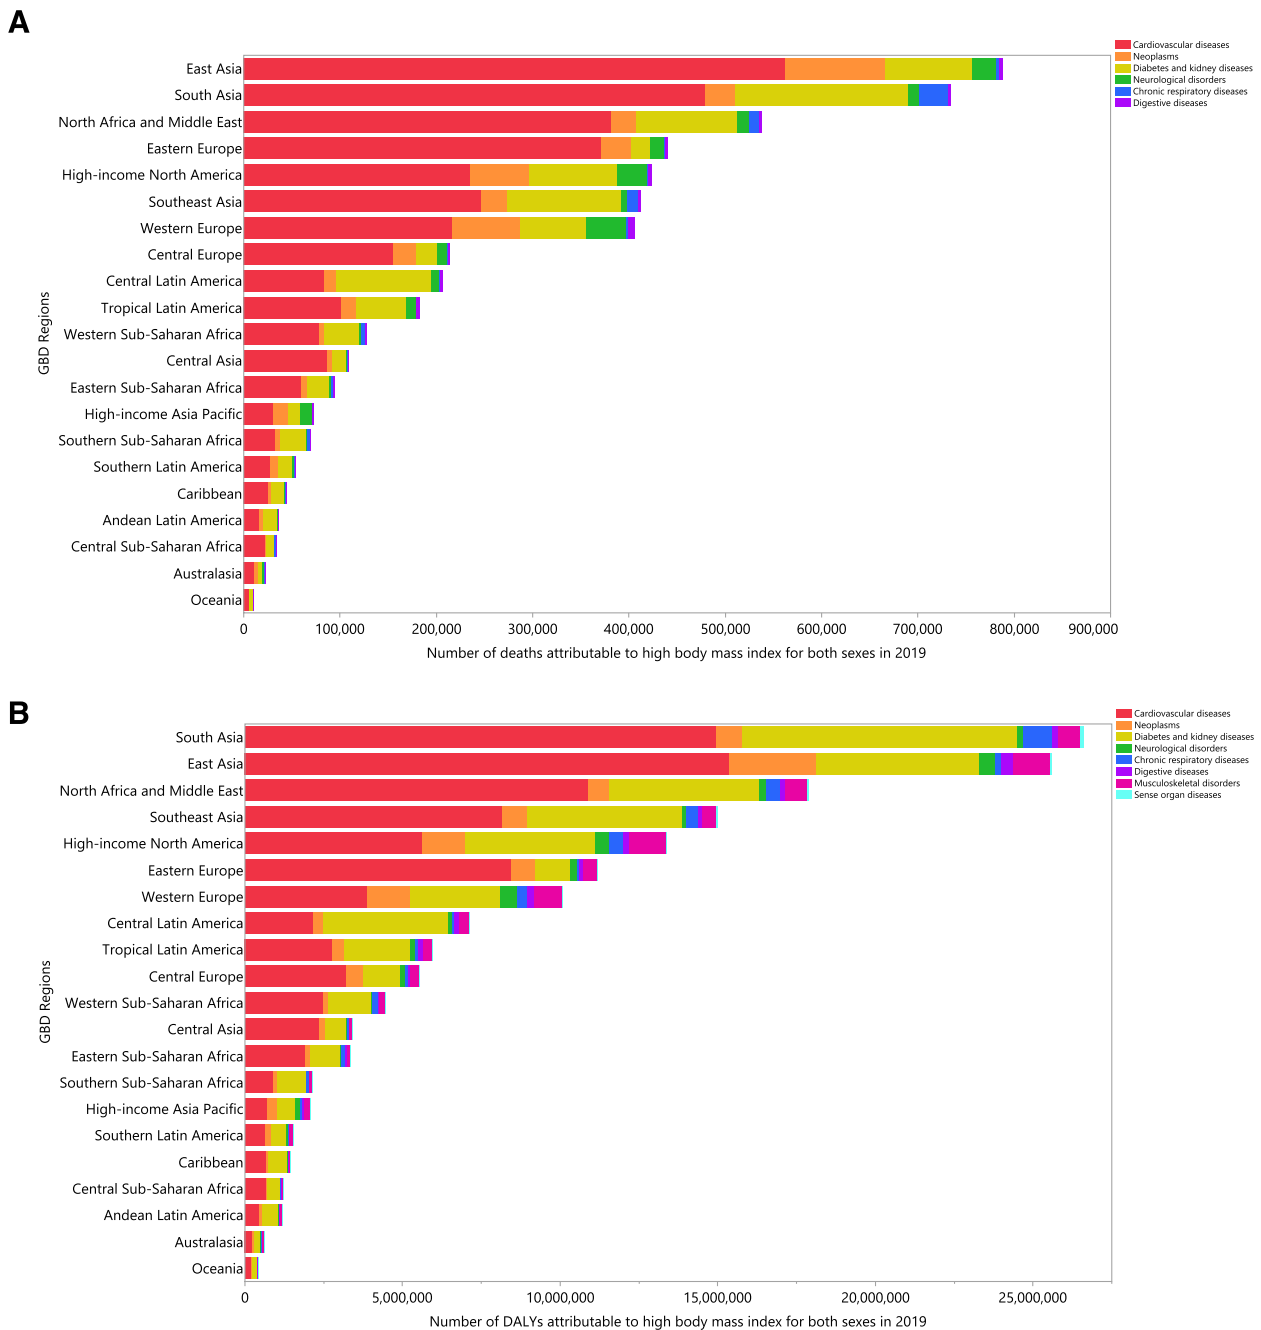 A
Cardiovascular diseases
Neoplasms
Diabetes and kidney diseases
Neurological disorders
Chronic respiratory diseases
Digestive diseases
GBD Regions
East Asia
South Asia
North Africa and Middle East
Eastern Europe
High-income North America
Southeast Asia
Western Europe
Central Europe
Central Latin America
Tropical Latin America
Western Sub-Saharan Africa
Central Asia
Eastern Sub-Saharan Africa
High-income Asia Pacific
Southern Sub-Saharan Africa
Southern Latin America
Caribbean
Andean Latin America
Central Sub-Saharan Africa
Australasia
Oceania
0 100,000 200,000 300,000 400,000 500,000 600,000 700,000 800,000 900,000
Number of deaths attributable to high body mass index for both sexes in 2019
B
Cardiovascular diseases
Neoplasms
Diabetes and kidney diseases
Neurological disorders
Chronic respiratory diseases
Digestive diseases
Musculoskeletal disorders
Sense organ diseases
GBD Regions
South Asia
East Asia
North Africa and Middle East
Southeast Asia
High-income North America
Eastern Europe
Western Europe
Central Latin America
Tropical Latin America
Central Europe
Western Sub-Saharan Africa
Central Asia
Eastern Sub-Saharan Africa
Southern Sub-Saharan Africa
High-income Asia Pacific
Southern Latin America
Caribbean
Central Sub-Saharan Africa
Andean Latin America
Australasia
Oceania
0 5,000,000 10,000,000 15,000,000 20,000,000 25,000,000
Number of DALYs attributable to high body mass index for both sexes in 2019